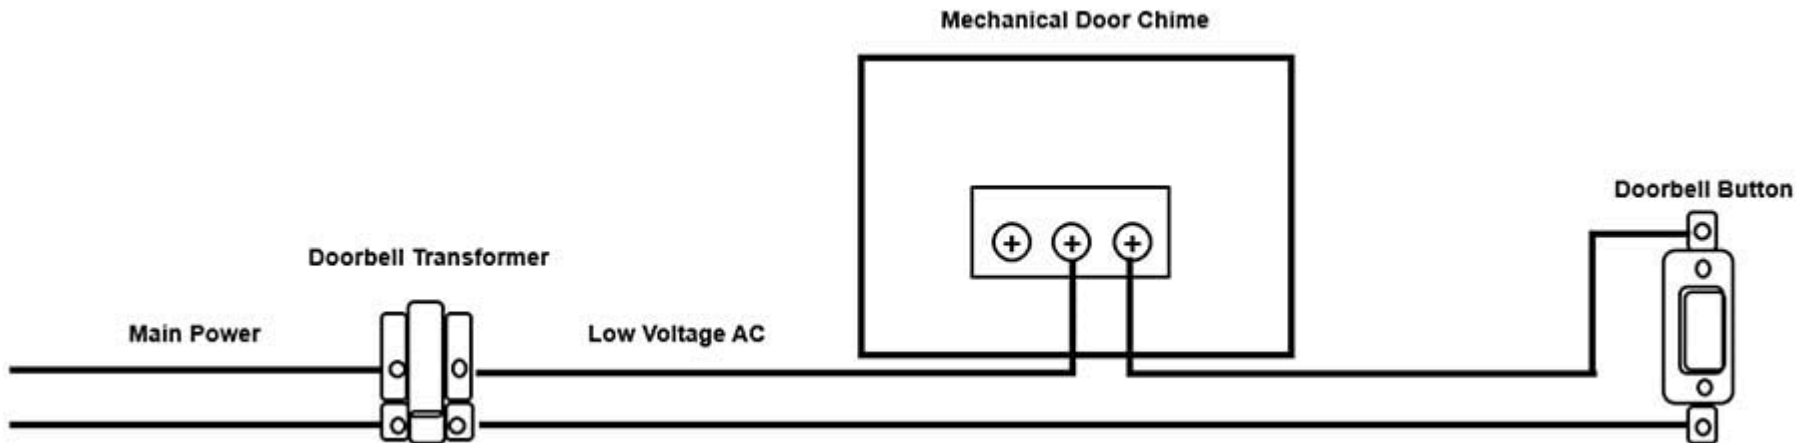 Mechanical Door Chime
Doorbell Button
Doorbell Transformer
Main Power
Low Voltage AC